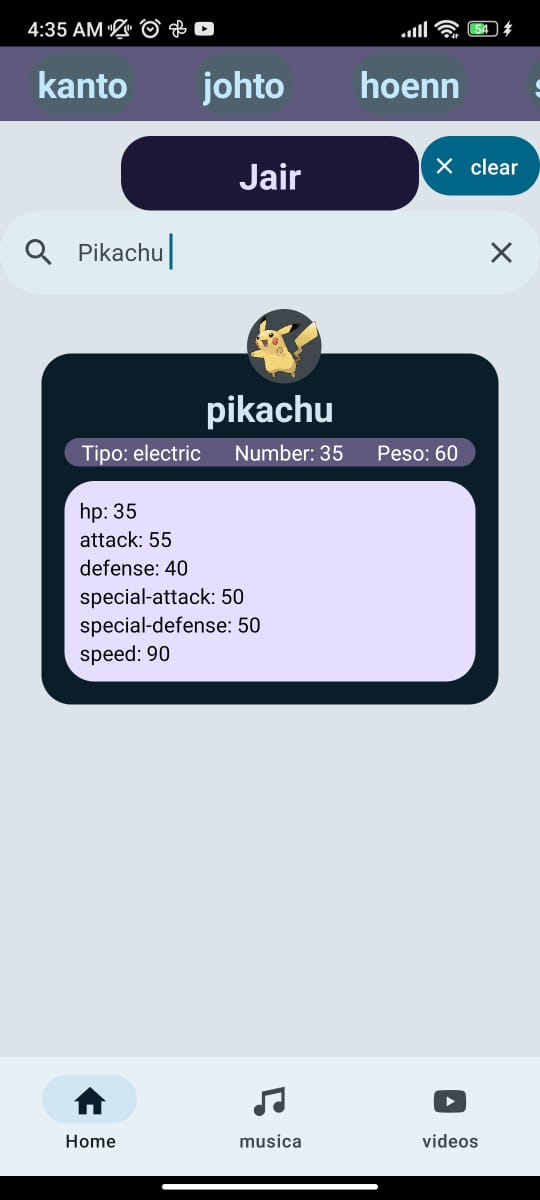 4:35 AM
54
kanto johto hoenn s
Jair
clear
Pikachu
pikachu
Tipo: electric Number: 35 Peso: 60
hp: 35
attack: 55
defense: 40
special-attack: 50
special-defense: 50
speed: 90
Home musica videos